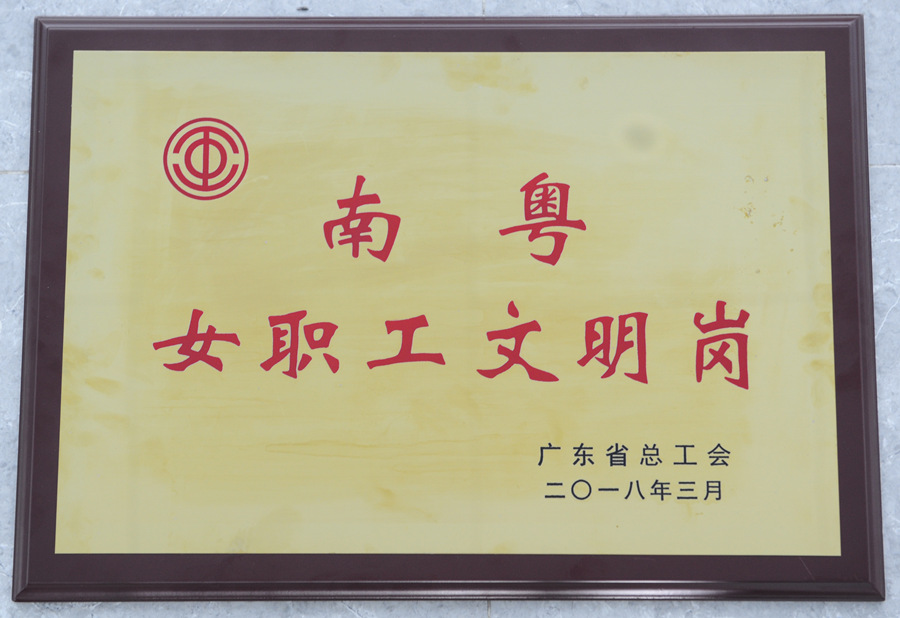 南粤
女职工文明岗
广东省总工会
二〇一八年三月